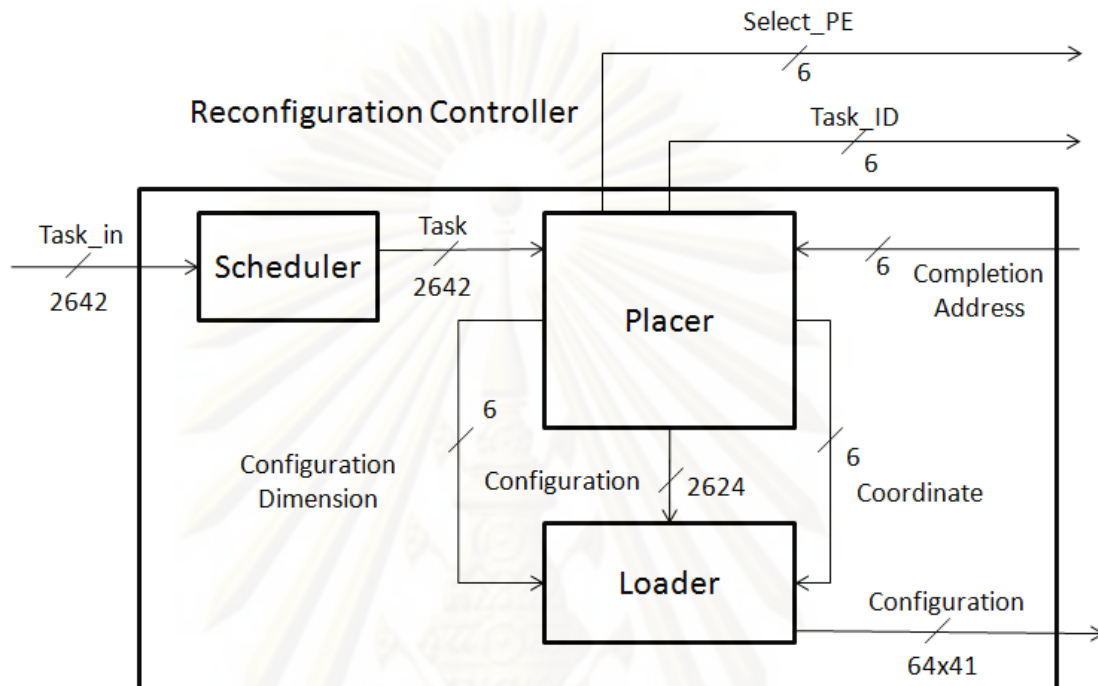 Select_PE
6
Reconfiguration Controller
Task_ID
6
Task_in
2642
Scheduler
Task
2642
Placer
6
Completion
Address
6
Configuration
Dimension
Configuration
2624
6
Coordinate
Loader
Configuration
64x41